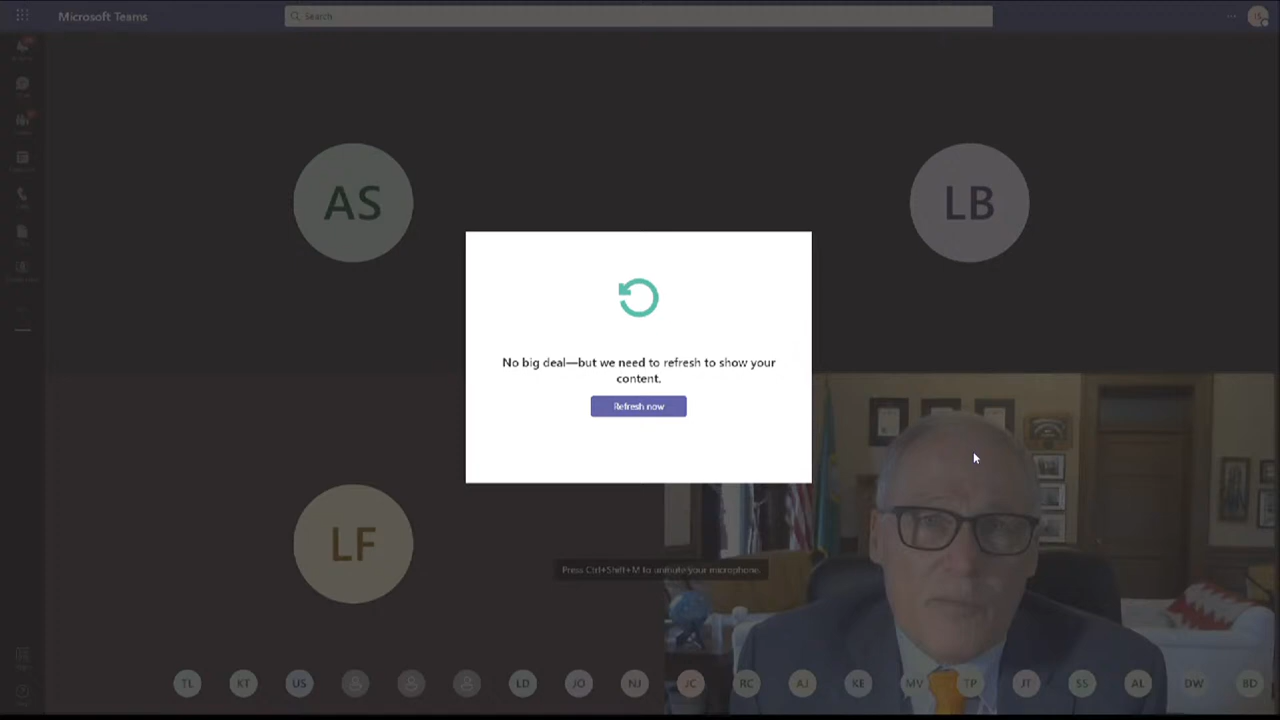 Microsoft Teams
Search
AS
LB
No big deal—but we need to refresh to show your
content.
Refresh now
LF
Press Ctrl+Shift+M to unmute your microphone.
TL KT US LD JO NJ JC RC AJ KE MV TP JT SS AL DW BD